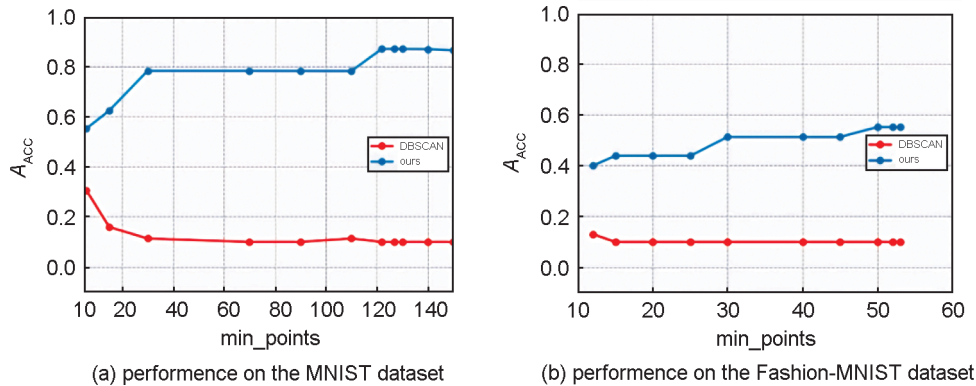 1.0
0.8
0.6
0.4
0.2
0.0
A_ACC
DBSCAN
ours
10 20 40 60 80 100 120 140
min_points
(a) performence on the MNIST dataset
1.0
0.8
0.6
0.4
0.2
0.0
A_ACC
DBSCAN
ours
10 20 30 40 50 60
min_points
(b) performence on the Fashion-MNIST dataset